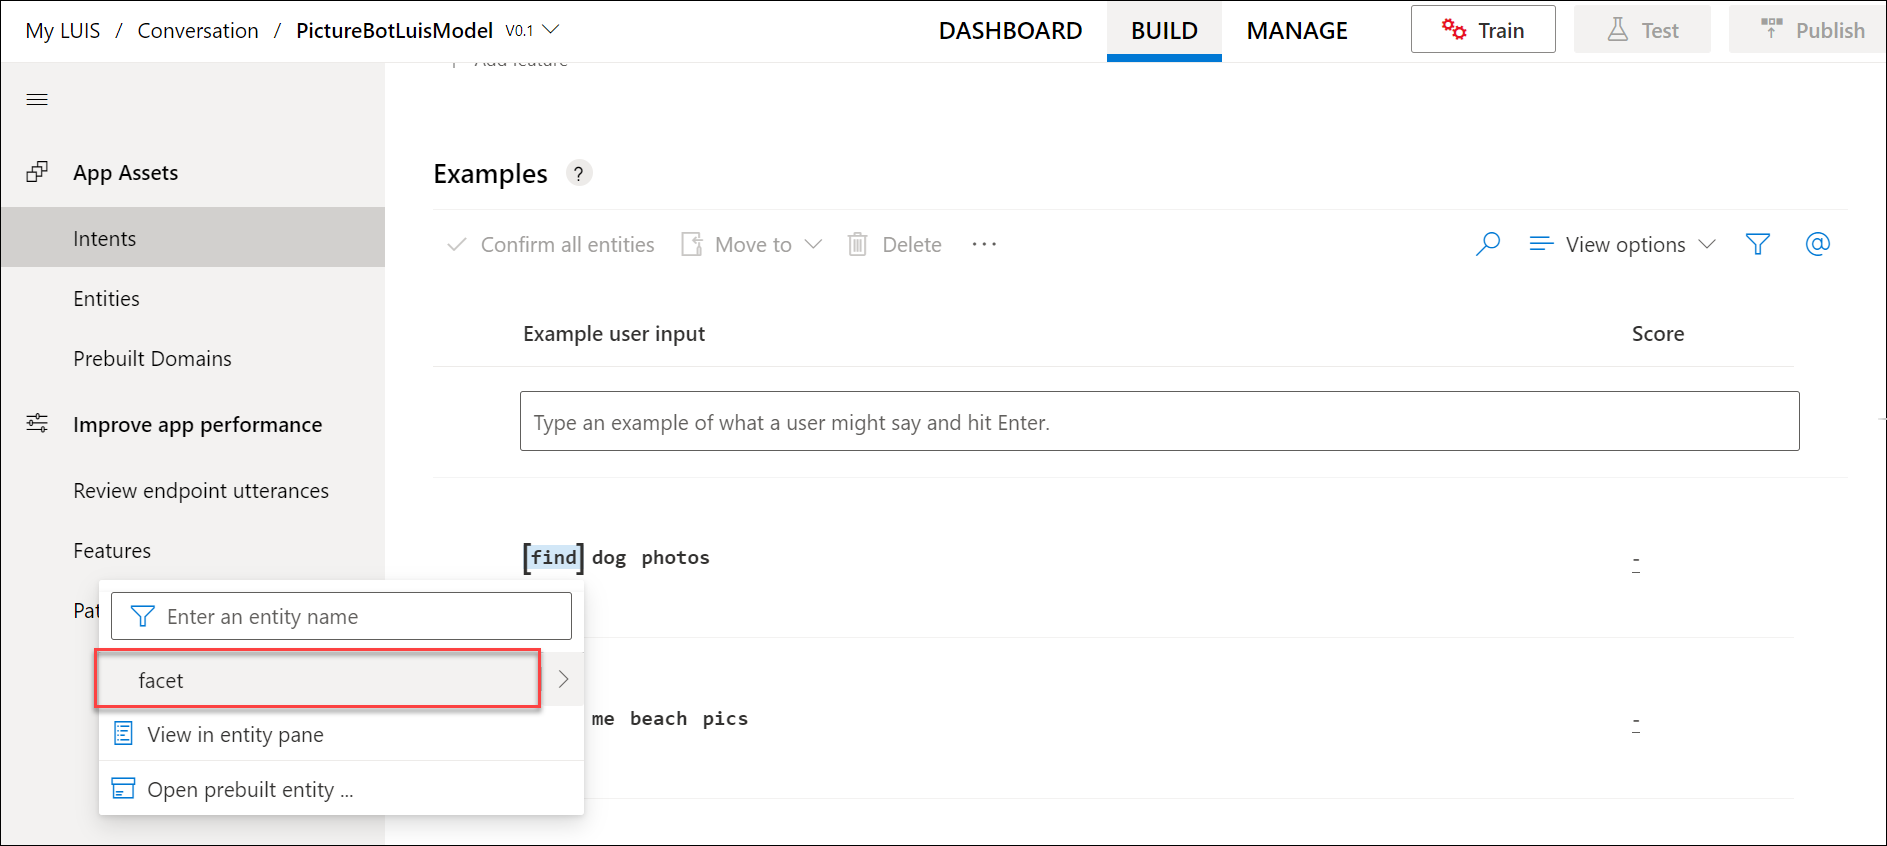 My LUIS / Conversation / PictureBotLuisModel V0.1
DASHBOARD BUILD MANAGE
Train Test Publish
Add feature
App Assets
Intents
Entities
Prebuilt Domains
Improve app performance
Review endpoint utterances
Features
Pat
Examples ?
Confirm all entities Move to Delete ...
View options @
Example user input Score
Type an example of what a user might say and hit Enter.
[find] dog photos -
me beach pics -
Enter an entity name
facet
View in entity pane
Open prebuilt entity ...